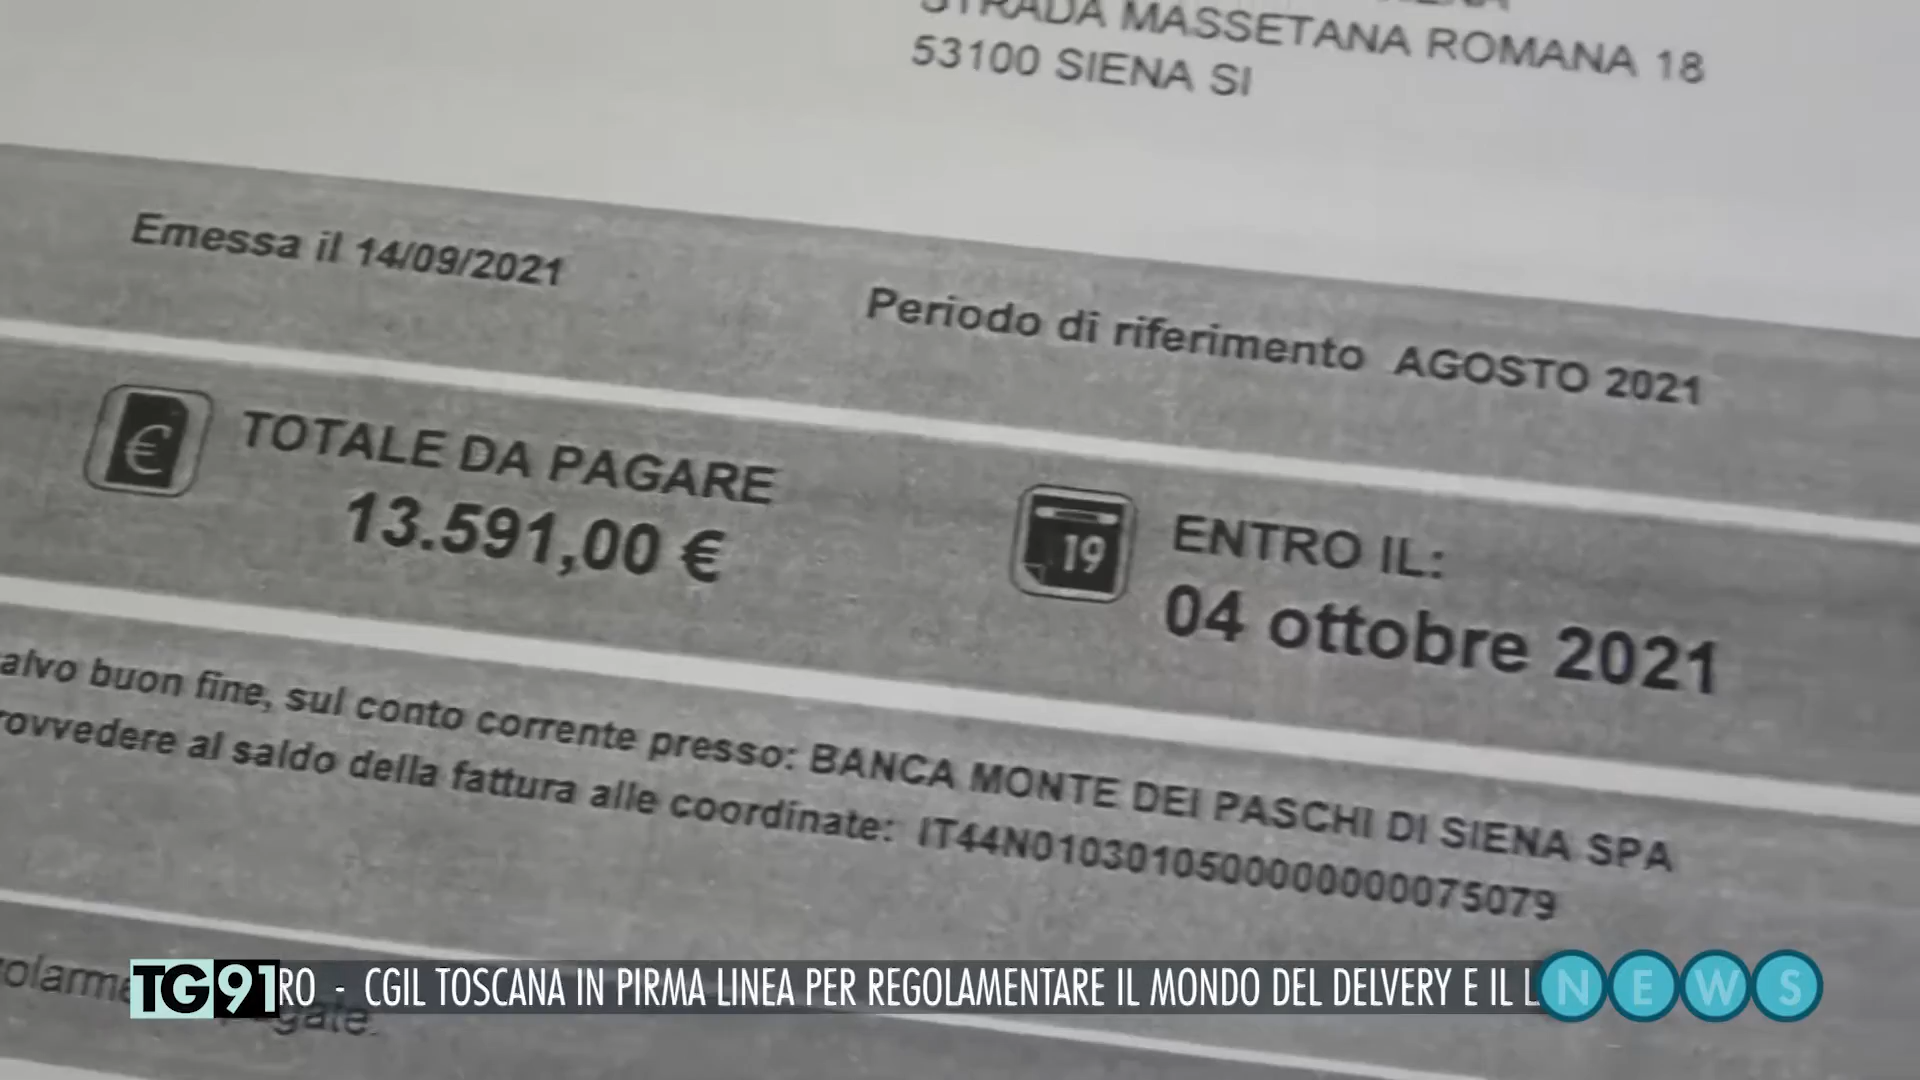 STRADA MASSETANA ROMANA 18
53100 SIENA SI
Emessa il 14/09/2021
Periodo di riferimento AGOSTO 2021
€ TOTALE DA PAGARE
13.591,00 €
19 ENTRO IL:
04 ottobre 2021
alvo buon fine, sul conto corrente presso: BANCA MONTE DEI PASCHI DI SIENA SPA
rovvedere al saldo della fattura alle coordinate: IT44N0103010500000000075079
TG91 RO - CGIL TOSCANA IN PIRMA LINEA PER REGOLAMENTARE IL MONDO DEL DELVERY E IL L NEWS